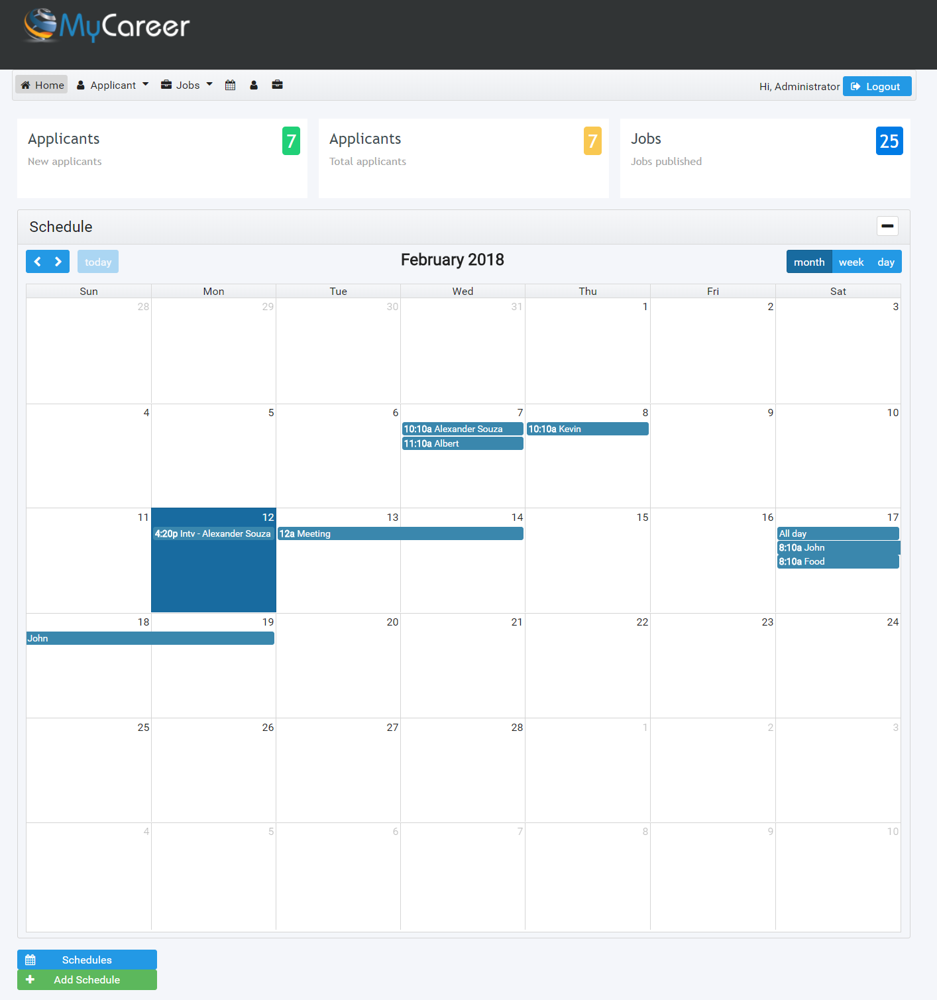 MyCareer
Home Applicant Jobs Hi, Administrator Logout
Applicants 7
New applicants
Applicants 7
Total applicants
Jobs 25
Jobs published
Schedule
today February 2018 month week day
Sun Mon Tue Wed Thu Fri Sat
28 29 30 31 1 2 3
4 5 6 7 8 9 10
10:10a Alexander Souza 10:10a Kevin
11:10a Albert
11 12 13 14 15 16 17
4:20p Intv - Alexander Souza 12a Meeting All day
8:10a John
8:10a Food
18 19 20 21 22 23 24
John
25 26 27 28 1 2 3
4 5 6 7 8 9 10
Schedules
Add Schedule